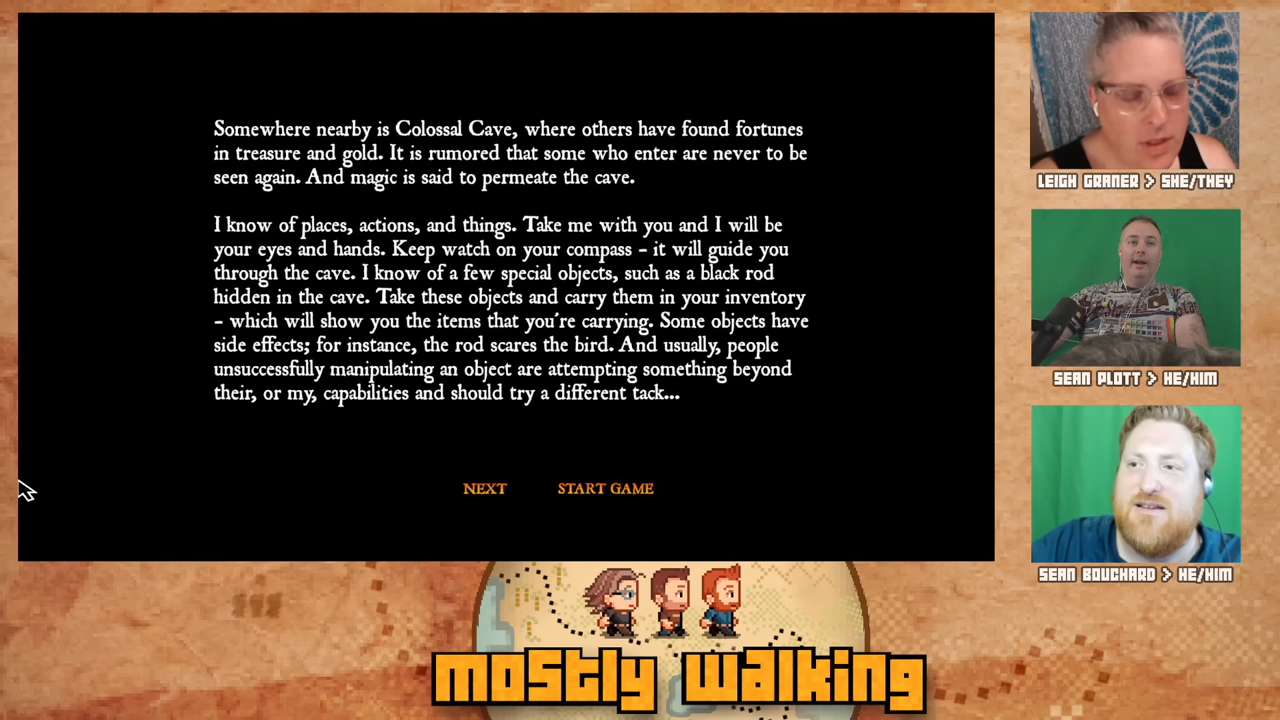 Somewhere nearby is Colossal Cave, where others have found fortunes
in treasure and gold. It is rumored that some who enter are never to be
seen again. And magic is said to permeate the cave.
I know of places, actions, and things. Take me with you and I will be
your eyes and hands. Keep watch on your compass – it will guide you
through the cave. I know of a few special objects, such as a black rod
hidden in the cave. Take these objects and carry them in your inventory
– which will show you the items that you're carrying. Some objects have
side effects; for instance, the rod scares the bird. And usually, people
unsuccessfully manipulating an object are attempting something beyond
their, or my, capabilities and should try a different tack...
NEXT
START GAME
LEIGH GRANER > SHE/THEY
SEAN PLOTT > HE/HIM
SEAN BOUCHARD > HE/HIM
mostly walking